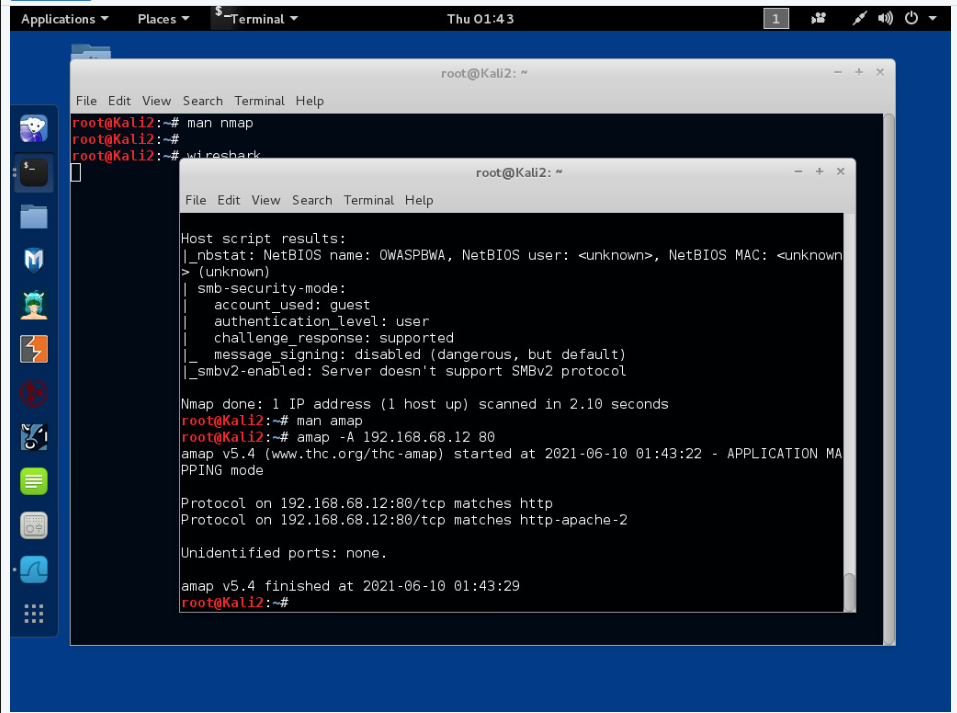 Applications Places Terminal Thu 01:43 1
root@Kali2: ~
File Edit View Search Terminal Help
root@Kali2:~# man nmap
root@Kali2:~#
root@Kali2:~# wireshark
root@Kali2: ~
File Edit View Search Terminal Help
Host script results:
|_nbstat: NetBIOS name: OWASPBWA, NetBIOS user: <unknown>, NetBIOS MAC: <unknown
> (unknown)
| smb-security-mode:
|   account_used: guest
|   authentication_level: user
|   challenge_response: supported
|_  message_signing: disabled (dangerous, but default)
|_smbv2-enabled: Server doesn't support SMBv2 protocol
Nmap done: 1 IP address (1 host up) scanned in 2.10 seconds
root@Kali2:~# man amap
root@Kali2:~# amap -A 192.168.68.12 80
amap v5.4 (www.thc.org/thc-amap) started at 2021-06-10 01:43:22 - APPLICATION MA
PPING mode
Protocol on 192.168.68.12:80/tcp matches http
Protocol on 192.168.68.12:80/tcp matches http-apache-2
Unidentified ports: none.
amap v5.4 finished at 2021-06-10 01:43:29
root@Kali2:~#